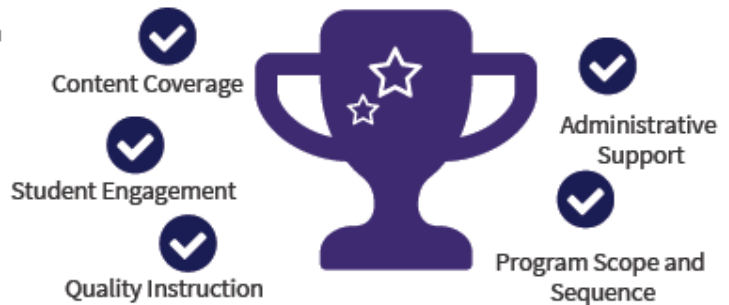 Content Coverage
Student Engagement
Quality Instruction
Administrative
Support
Program Scope and
Sequence